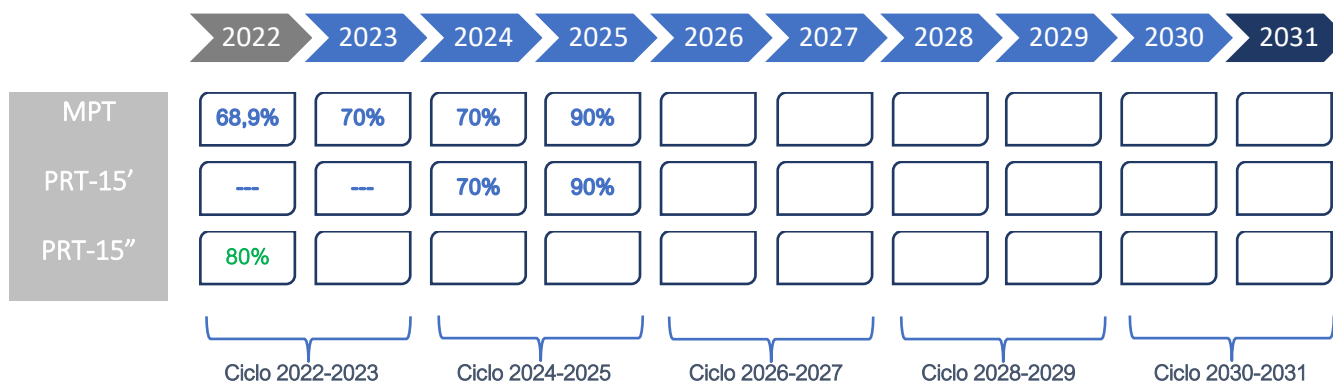 2022 2023 2024 2025 2026 2027 2028 2029 2030 2031
MPT 68,9% 70% 70% 90%
PRT-15’ --- --- 70% 90%
PRT-15” 80%
Ciclo 2022-2023 Ciclo 2024-2025 Ciclo 2026-2027 Ciclo 2028-2029 Ciclo 2030-2031